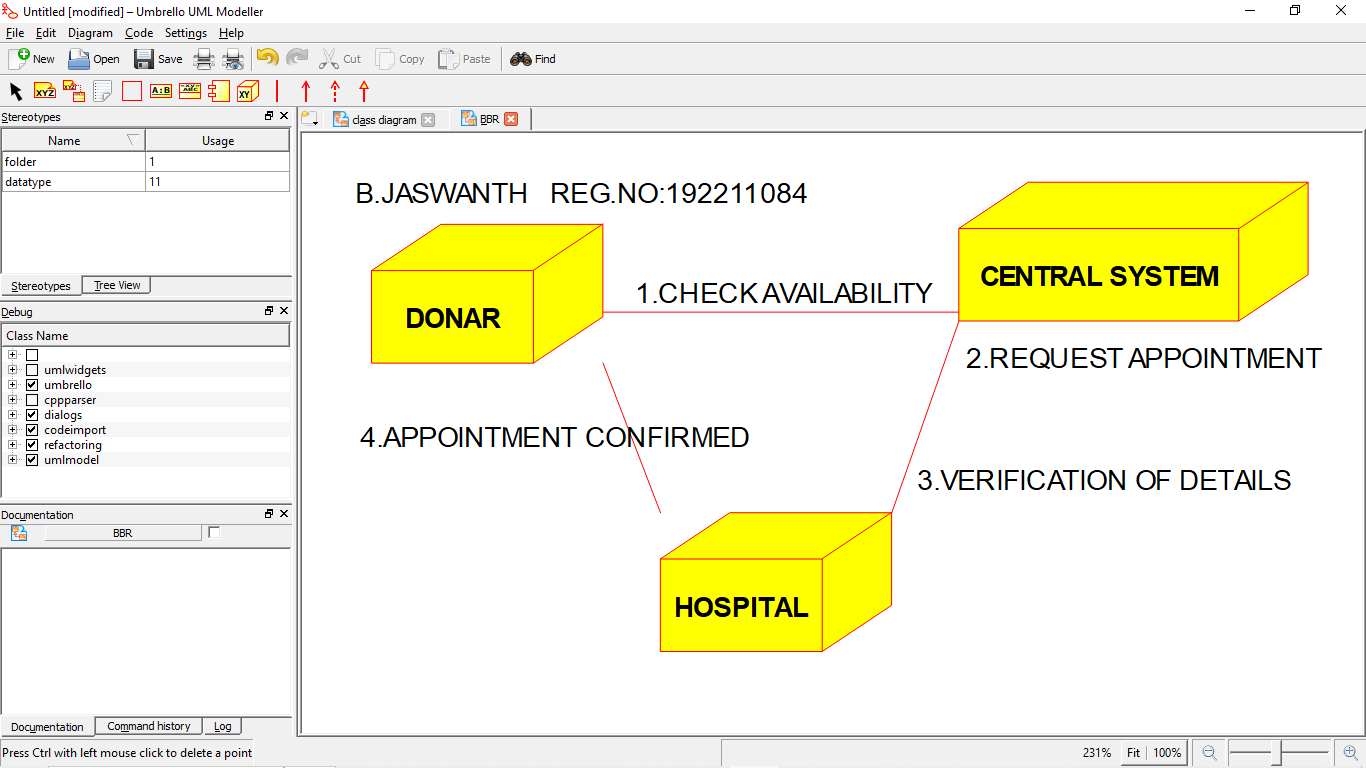 Untitled [modified] – Umbrello UML Modeller
File Edit Diagram Code Settings Help
New Open Save Cut Copy Paste Find
XYZ XYZ A:B ABC XY
Stereotypes
class diagram BBR
Name Usage
folder 1
datatype 11
Stereotypes Tree View
Debug
Class Name
umlwidgets
umbrello
cppparser
dialogs
codeimport
refactoring
umlmodel
Documentation
BBR
Documentation Command history Log
B.JASWANTH REG.NO:192211084
DONAR
1.CHECK AVAILABILITY
CENTRAL SYSTEM
2.REQUEST APPOINTMENT
4.APPOINTMENT CONFIRMED
3.VERIFICATION OF DETAILS
HOSPITAL
Press Ctrl with left mouse click to delete a point
231% Fit 100%